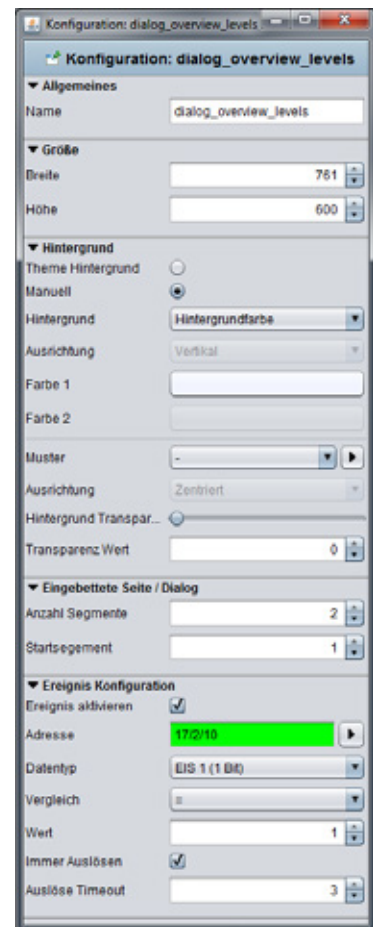 Konfiguration: dialog_overview_levels
Konfiguration: dialog_overview_levels
Allgemeines
Name dialog_overview_levels
Größe
Breite 761
Höhe 600
Hintergrund
Theme Hintergrund
Manuell
Hintergrund Hintergrundfarbe
Ausrichtung Vertikal
Farbe 1
Farbe 2
Muster -
Ausrichtung Zentriert
Hintergrund Transpar...
Transparenz Wert 0
Eingebettete Seite / Dialog
Anzahl Segmente 2
Startsegement 1
Ereignis Konfiguration
Ereignis aktivieren
Adresse 17/2/10
Datentyp EIS 1 (1 Bit)
Vergleich =
Wert 1
Immer Auslösen
Auslöse Timeout 3